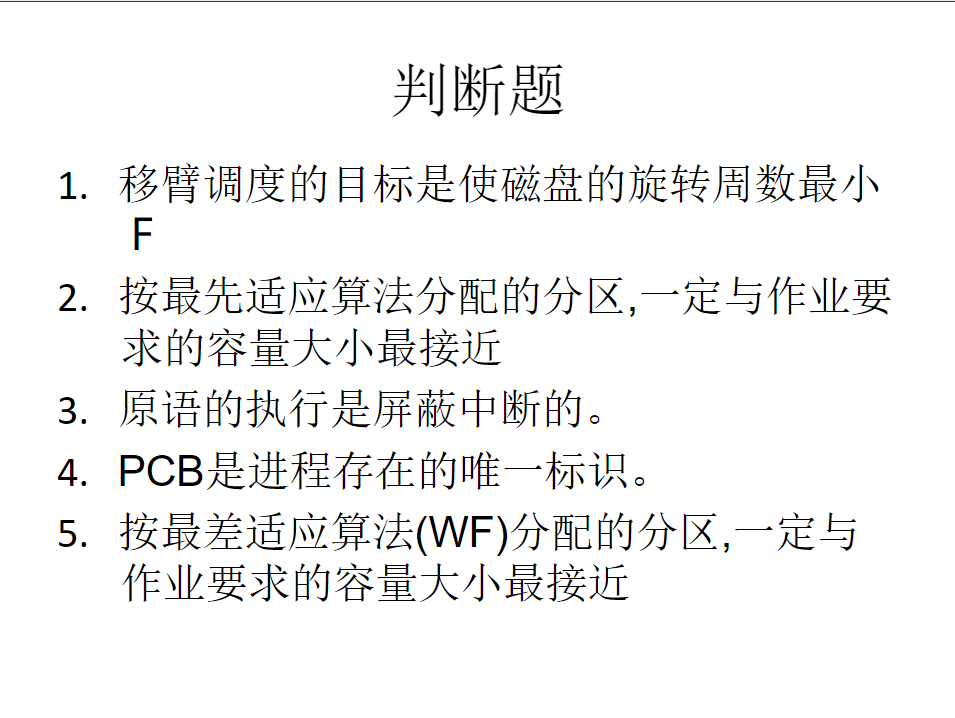 判断题
1. 移臂调度的目标是使磁盘的旋转周数最小
F
2. 按最先适应算法分配的分区,一定与作业要
求的容量大小最接近
3. 原语的执行是屏蔽中断的。
4. PCB是进程存在的唯一标识。
5. 按最差适应算法(WF)分配的分区,一定与
作业要求的容量大小最接近